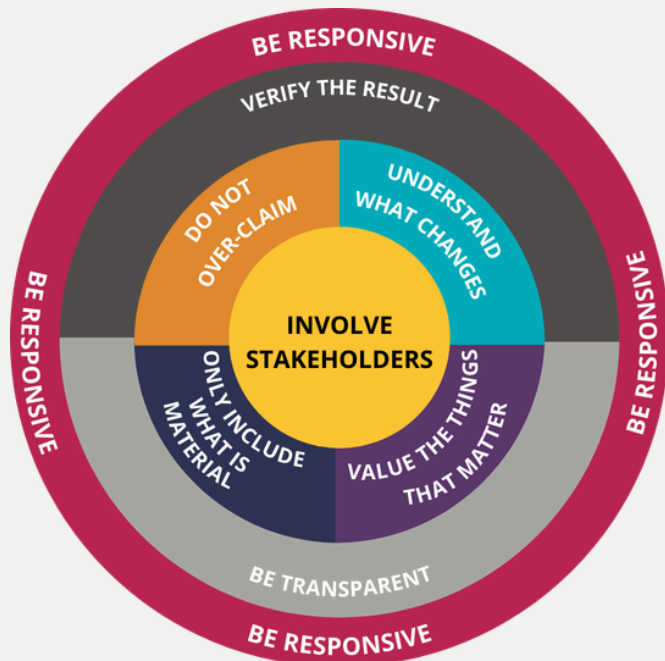 BE RESPONSIVE
VERIFY THE RESULT
DO NOT
OVER-CLAIM
UNDERSTAND
WHAT CHANGES
BE RESPONSIVE
INVOLVE
STAKEHOLDERS
BE RESPONSIVE
ONLY INCLUDE
WHAT IS
MATERIAL
VALUE THE THINGS
THAT MATTER
BE TRANSPARENT
BE RESPONSIVE